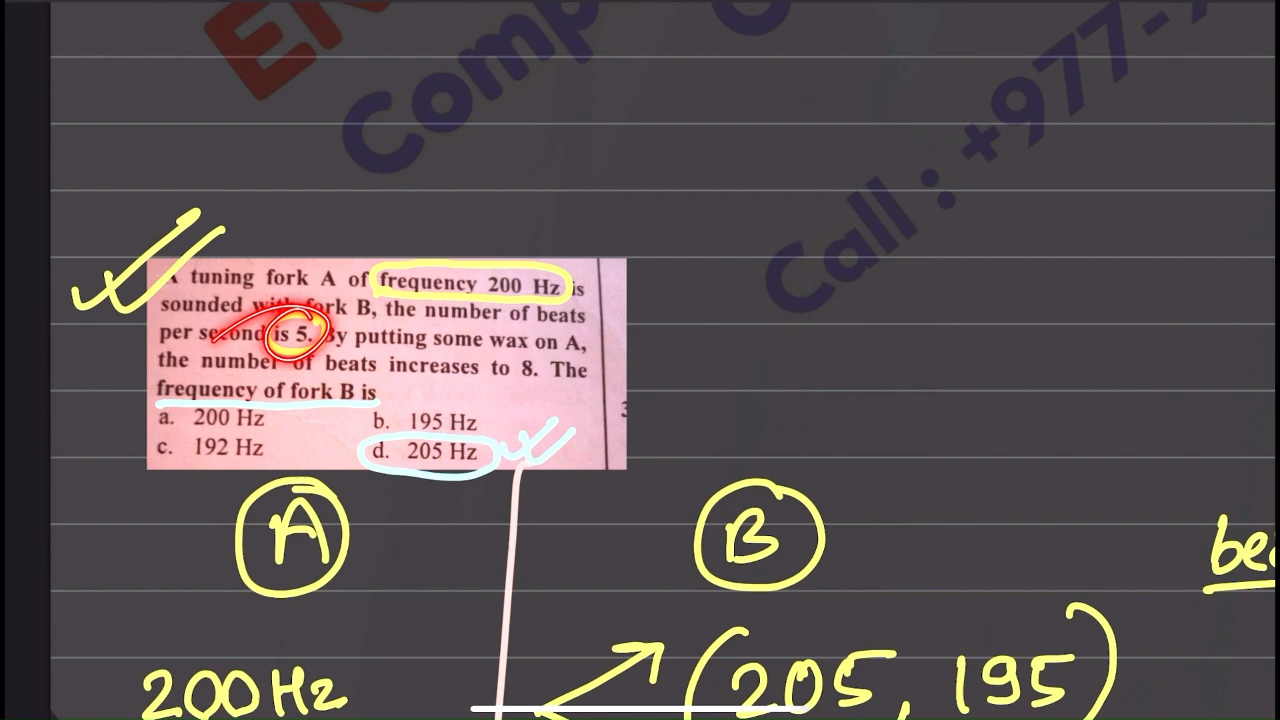 Comp
Call : +977-
A tuning fork A of frequency 200 Hz is
sounded with fork B, the number of beats
per second is 5. By putting some wax on A,
the number of beats increases to 8. The
frequency of fork B is
a. 200 Hz b. 195 Hz
c. 192 Hz d. 205 Hz
A B
200 Hz (205, 195)